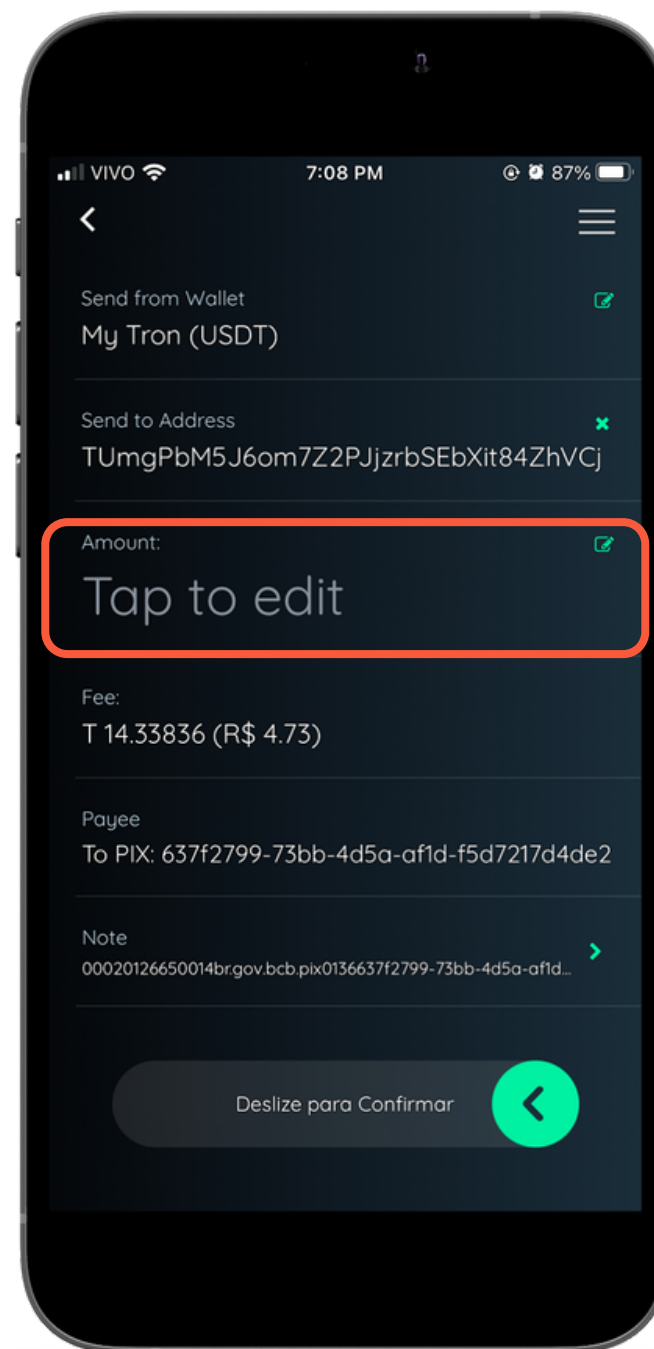 VIVO 7:08 PM 87%
Send from Wallet
My Tron (USDT)
Send to Address
TUmgPbM5J6om7Z2PJjzrbSEbXit84ZhVCj
Amount:
Tap to edit
Fee:
T 14.33836 (R$ 4.73)
Payee
To PIX: 637f2799-73bb-4d5a-af1d-f5d7217d4de2
Note
00020126650014br.gov.bcb.pix0136637f2799-73bb-4d5a-af1d...
Deslize para Confirmar